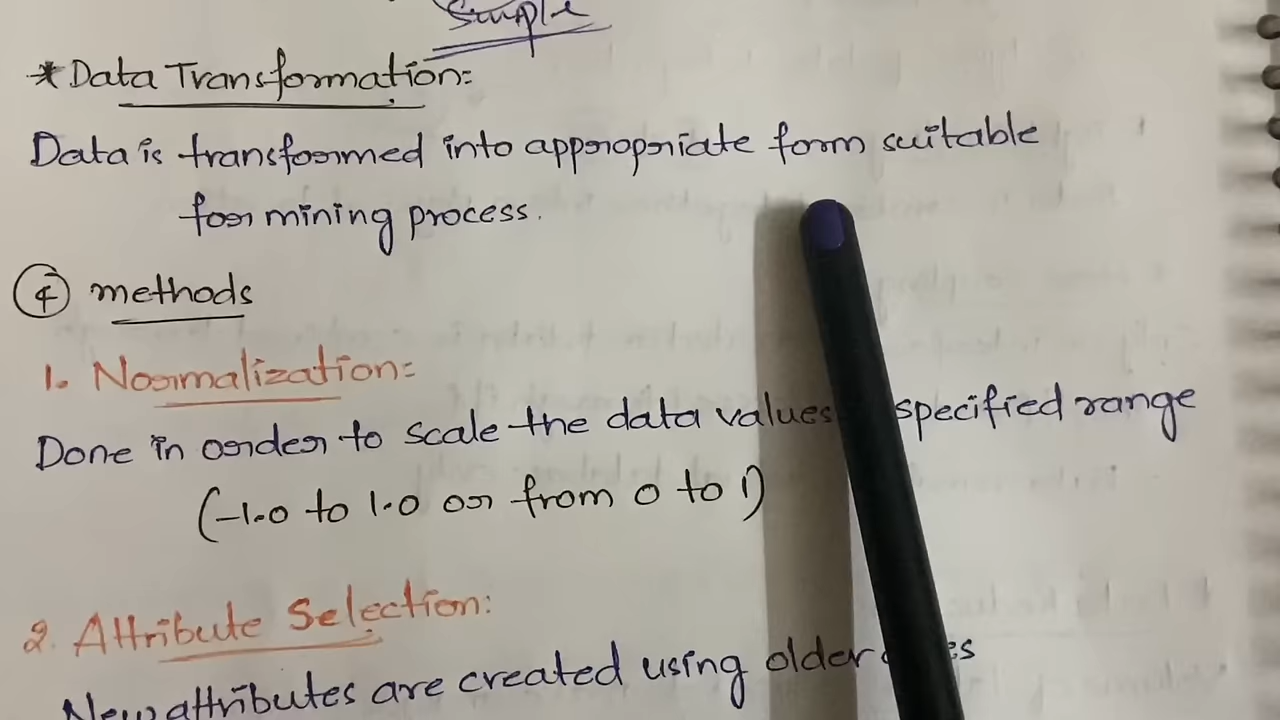 Simple
* Data Transformation:
Data is transformed into appropriate form suitable
for mining process.
4 methods
1. Normalization:
Done in order to scale the data values specified range
(-1.0 to 1.0 or from 0 to 1)
2. Attribute Selection:
New attributes are created using older